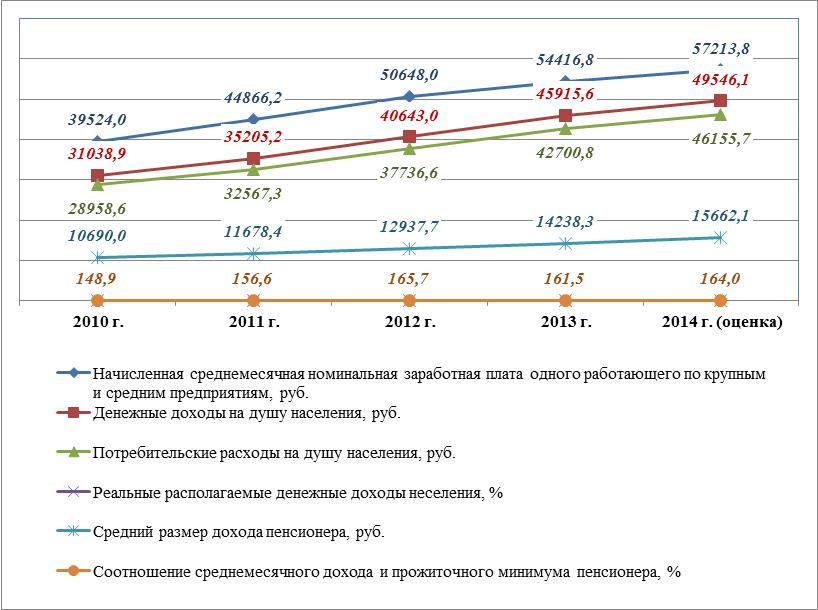 57213,8
54416,8
50648,0
49546,1
44866,2
45915,6
39524,0
40643,0
35205,2
31038,9
46155,7
42700,8
37736,6
32567,3
28958,6
10690,0 11678,4 12937,7 14238,3 15662,1
148,9 156,6 165,7 161,5 164,0
2010 г. 2011 г. 2012 г. 2013 г. 2014 г. (оценка)
Начисленная среднемесячная номинальная заработная плата одного работающего по крупным
и средним предприятиям, руб.
Денежные доходы на душу населения, руб.
Потребительские расходы на душу населения, руб.
Реальные располагаемые денежные доходы неселения, %
Средний размер дохода пенсионера, руб.
Соотношение среднемесячного дохода и прожиточного минимума пенсионера, %